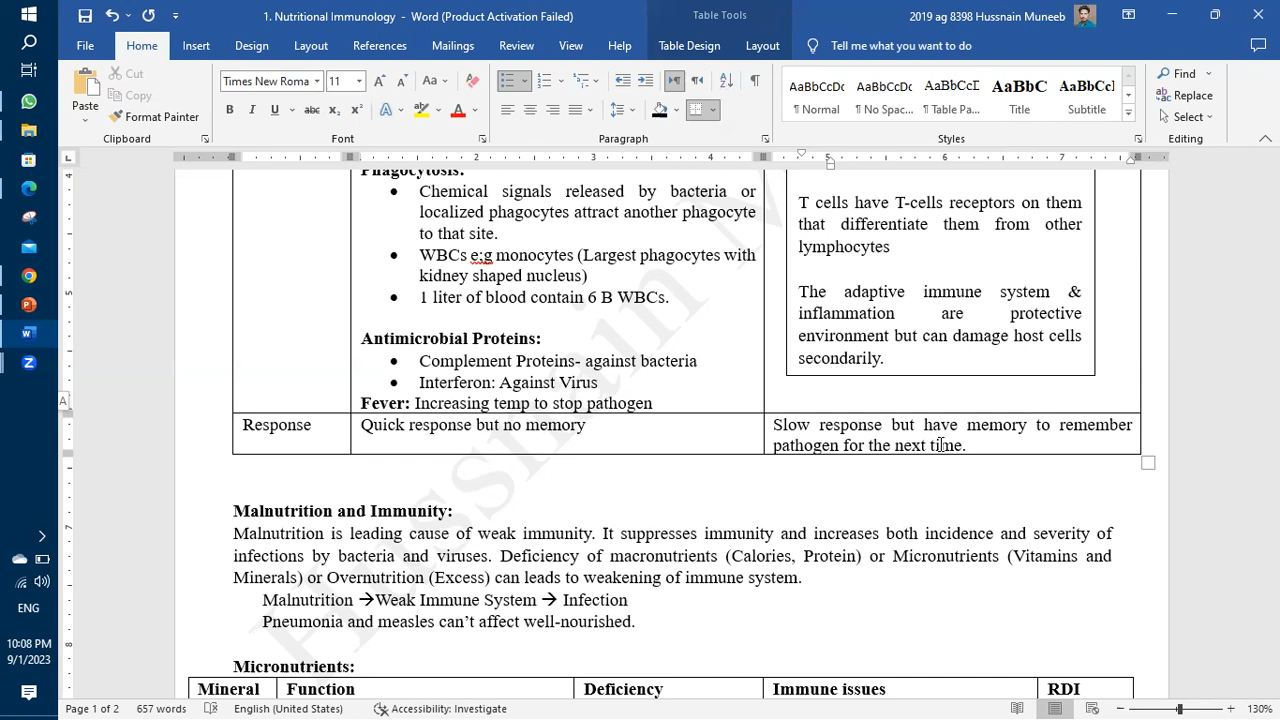 1. Nutritional Immunology - Word (Product Activation Failed)
Table Tools
2019 ag 8398 Hussnain Muneeb
File Home Insert Design Layout References Mailings Review View Help Table Design Layout Tell me what you want to do
Paste
Cut
Copy
Format Painter
Clipboard
Times New Roma 11
Font
Paragraph
AaBbCcDc AaBbCcDc AaBbCcD AaBbC AaBbCcD
¶ Normal ¶ No Spac... ¶ Table Pa... Title Subtitle
Styles
Find
Replace
Select
Editing
Phagocytosis:
• Chemical signals released by bacteria or
localized phagocytes attract another phagocyte
to that site.
• WBCs e;g monocytes (Largest phagocytes with
kidney shaped nucleus)
• 1 liter of blood contain 6 B WBCs.
Antimicrobial Proteins:
• Complement Proteins- against bacteria
• Interferon: Against Virus
Fever: Increasing temp to stop pathogen
T cells have T-cells receptors on them
that differentiate them from other
lymphocytes
The adaptive immune system &
inflammation are protective
environment but can damage host cells
secondarily.
Response
Quick response but no memory
Slow response but have memory to remember
pathogen for the next time.
Malnutrition and Immunity:
Malnutrition is leading cause of weak immunity. It suppresses immunity and increases both incidence and severity of
infections by bacteria and viruses. Deficiency of macronutrients (Calories, Protein) or Micronutrients (Vitamins and
Minerals) or Overnutrition (Excess) can leads to weakening of immune system.
Malnutrition →Weak Immune System → Infection
Pneumonia and measles can’t affect well-nourished.
Micronutrients:
Mineral Function Deficiency Immune issues RDI
Hussnain M
ENG
10:08 PM
9/1/2023
Page 1 of 2 657 words English (United States) Accessibility: Investigate 130%